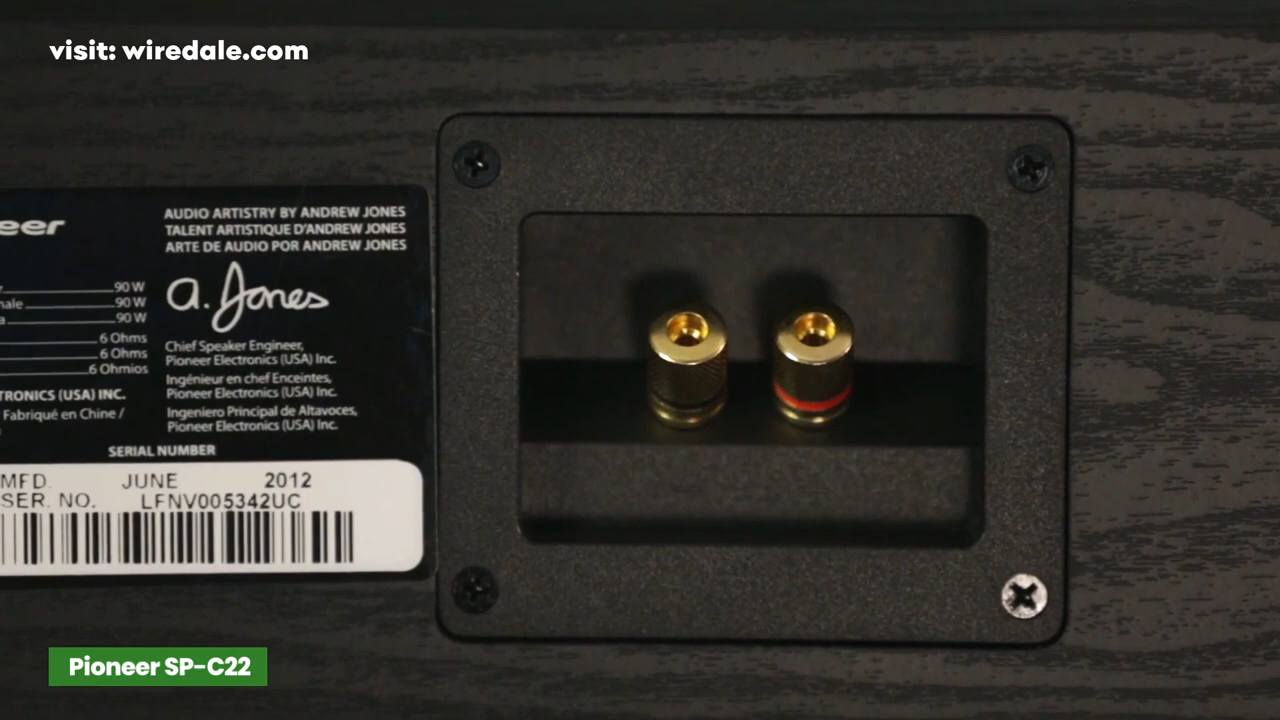 visit: wiredale.com
eer
AUDIO ARTISTRY BY ANDREW JONES
TALENT ARTISTIQUE D'ANDREW JONES
ARTE DE AUDIO POR ANDREW JONES
90 W
90 W
90 W
6 Ohms
6 Ohms
6 Ohmios
a. Jones
Chief Speaker Engineer,
Pioneer Electronics (USA) Inc.
Ingénieur en chef Enceintes,
Pioneer Electronics (USA) Inc.
Ingeniero Principal de Altavoces,
Pioneer Electronics (USA) Inc.
TRONICS (USA) INC.
Fabriqué en Chine /
SERIAL NUMBER
MFD. JUNE 2012
SER. NO. LFNV005342UC
Pioneer SP-C22